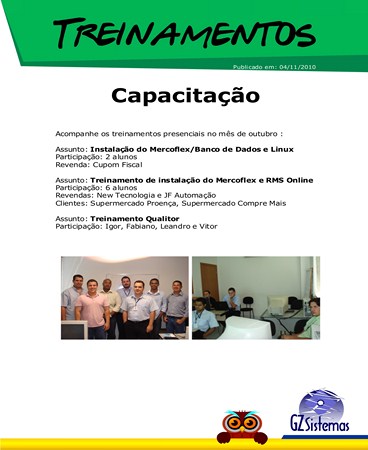 TREINAMENTOS
Publicado em: 04/11/2010
Capacitação
Acompanhe os treinamentos presenciais no mês de outubro :
Assunto: Instalação do Mercoflex/Banco de Dados e Linux
Participação: 2 alunos
Revenda: Cupom Fiscal
Assunto: Treinamento de instalação do Mercoflex e RMS Online
Participação: 6 alunos
Revendas: New Tecnologia e JF Automação
Clientes: Supermercado Proença, Supermercado Compre Mais
Assunto: Treinamento Qualitor
Participação: Igor, Fabiano, Leandro e Vitor
GZ Sistemas